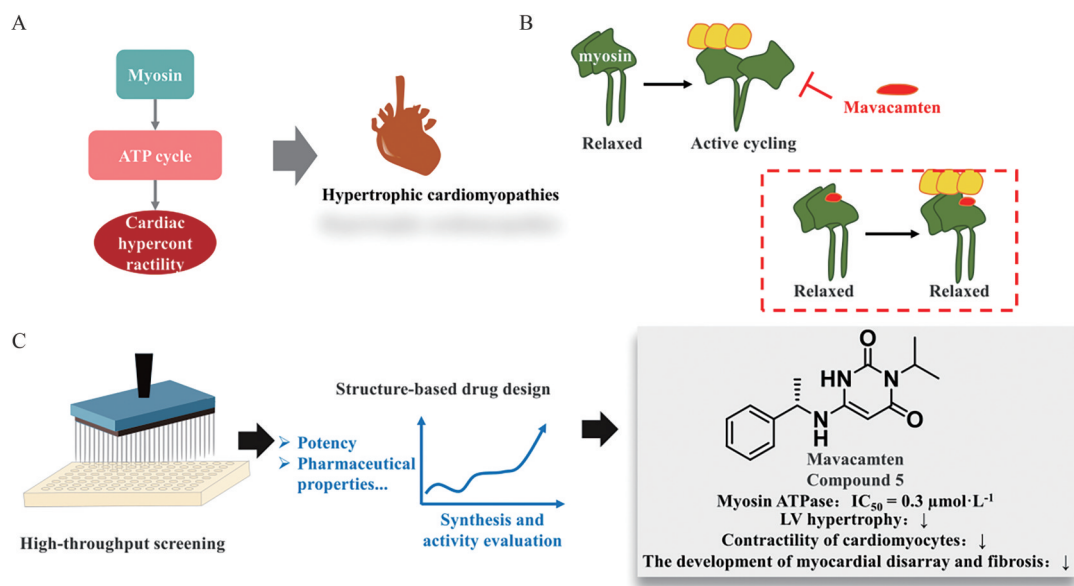 A
Myosin
ATP cycle
Cardiac
hypercont
ractility
Hypertrophic cardiomyopathies
B
myosin
Relaxed
Active cycling
Mavacamten
Relaxed
Relaxed
C
High-throughput screening
Structure-based drug design
➢ Potency
➢ Pharmaceutical
properties...
Synthesis and
activity evaluation
O
HN
N
N
H
O
Mavacamten
Compound 5
Myosin ATPase：IC₅₀ = 0.3 μmol·L⁻¹
LV hypertrophy：↓
Contractility of cardiomyocytes：↓
The development of myocardial disarray and fibrosis：↓